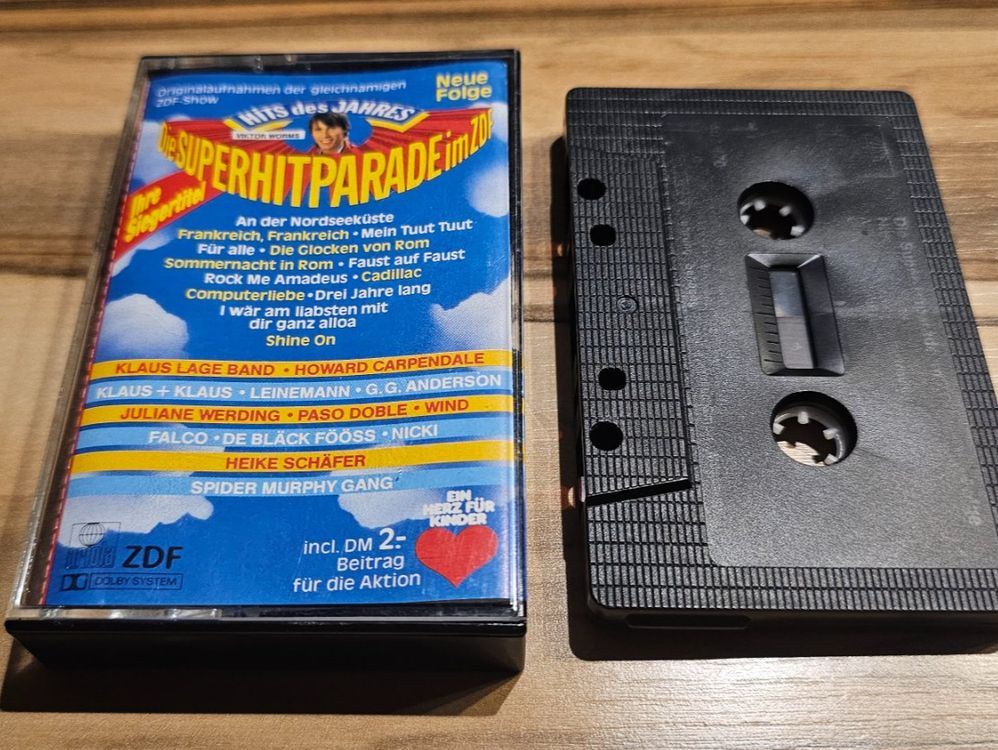 Originalaufnahmen der gleichnamigen
ZDF-Show
Neue
Folge
HITS des JAHRES
VIKTOR WORMS
Die SUPERHITPARADE im ZDF
Ihre
Siegertitel
An der Nordseeküste
Frankreich, Frankreich • Mein Tuut Tuut
Für alle • Die Glocken von Rom
Sommernacht in Rom • Faust auf Faust
Rock Me Amadeus • Cadillac
Computerliebe • Drei Jahre lang
I wär am liabsten mit
dir ganz alloa
Shine On
KLAUS LAGE BAND • HOWARD CARPENDALE
KLAUS + KLAUS • LEINEMANN • G.G. ANDERSON
JULIANE WERDING • PASO DOBLE • WIND
FALCO • DE BLÄCK FÖÖSS • NICKI
HEIKE SCHÄFER
SPIDER MURPHY GANG
EIN
HERZ FÜR
KINDER
incl. DM 2.-
Beitrag
für die Aktion
ariola
ZDF
DOLBY SYSTEM